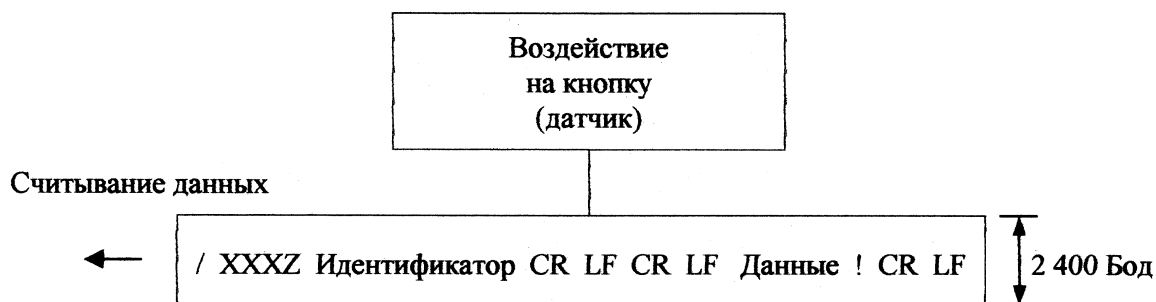 Воздействие
на кнопку
(датчик)
Считывание данных
/ XXXZ Идентификатор CR LF CR LF Данные ! CR LF
2 400 Бод